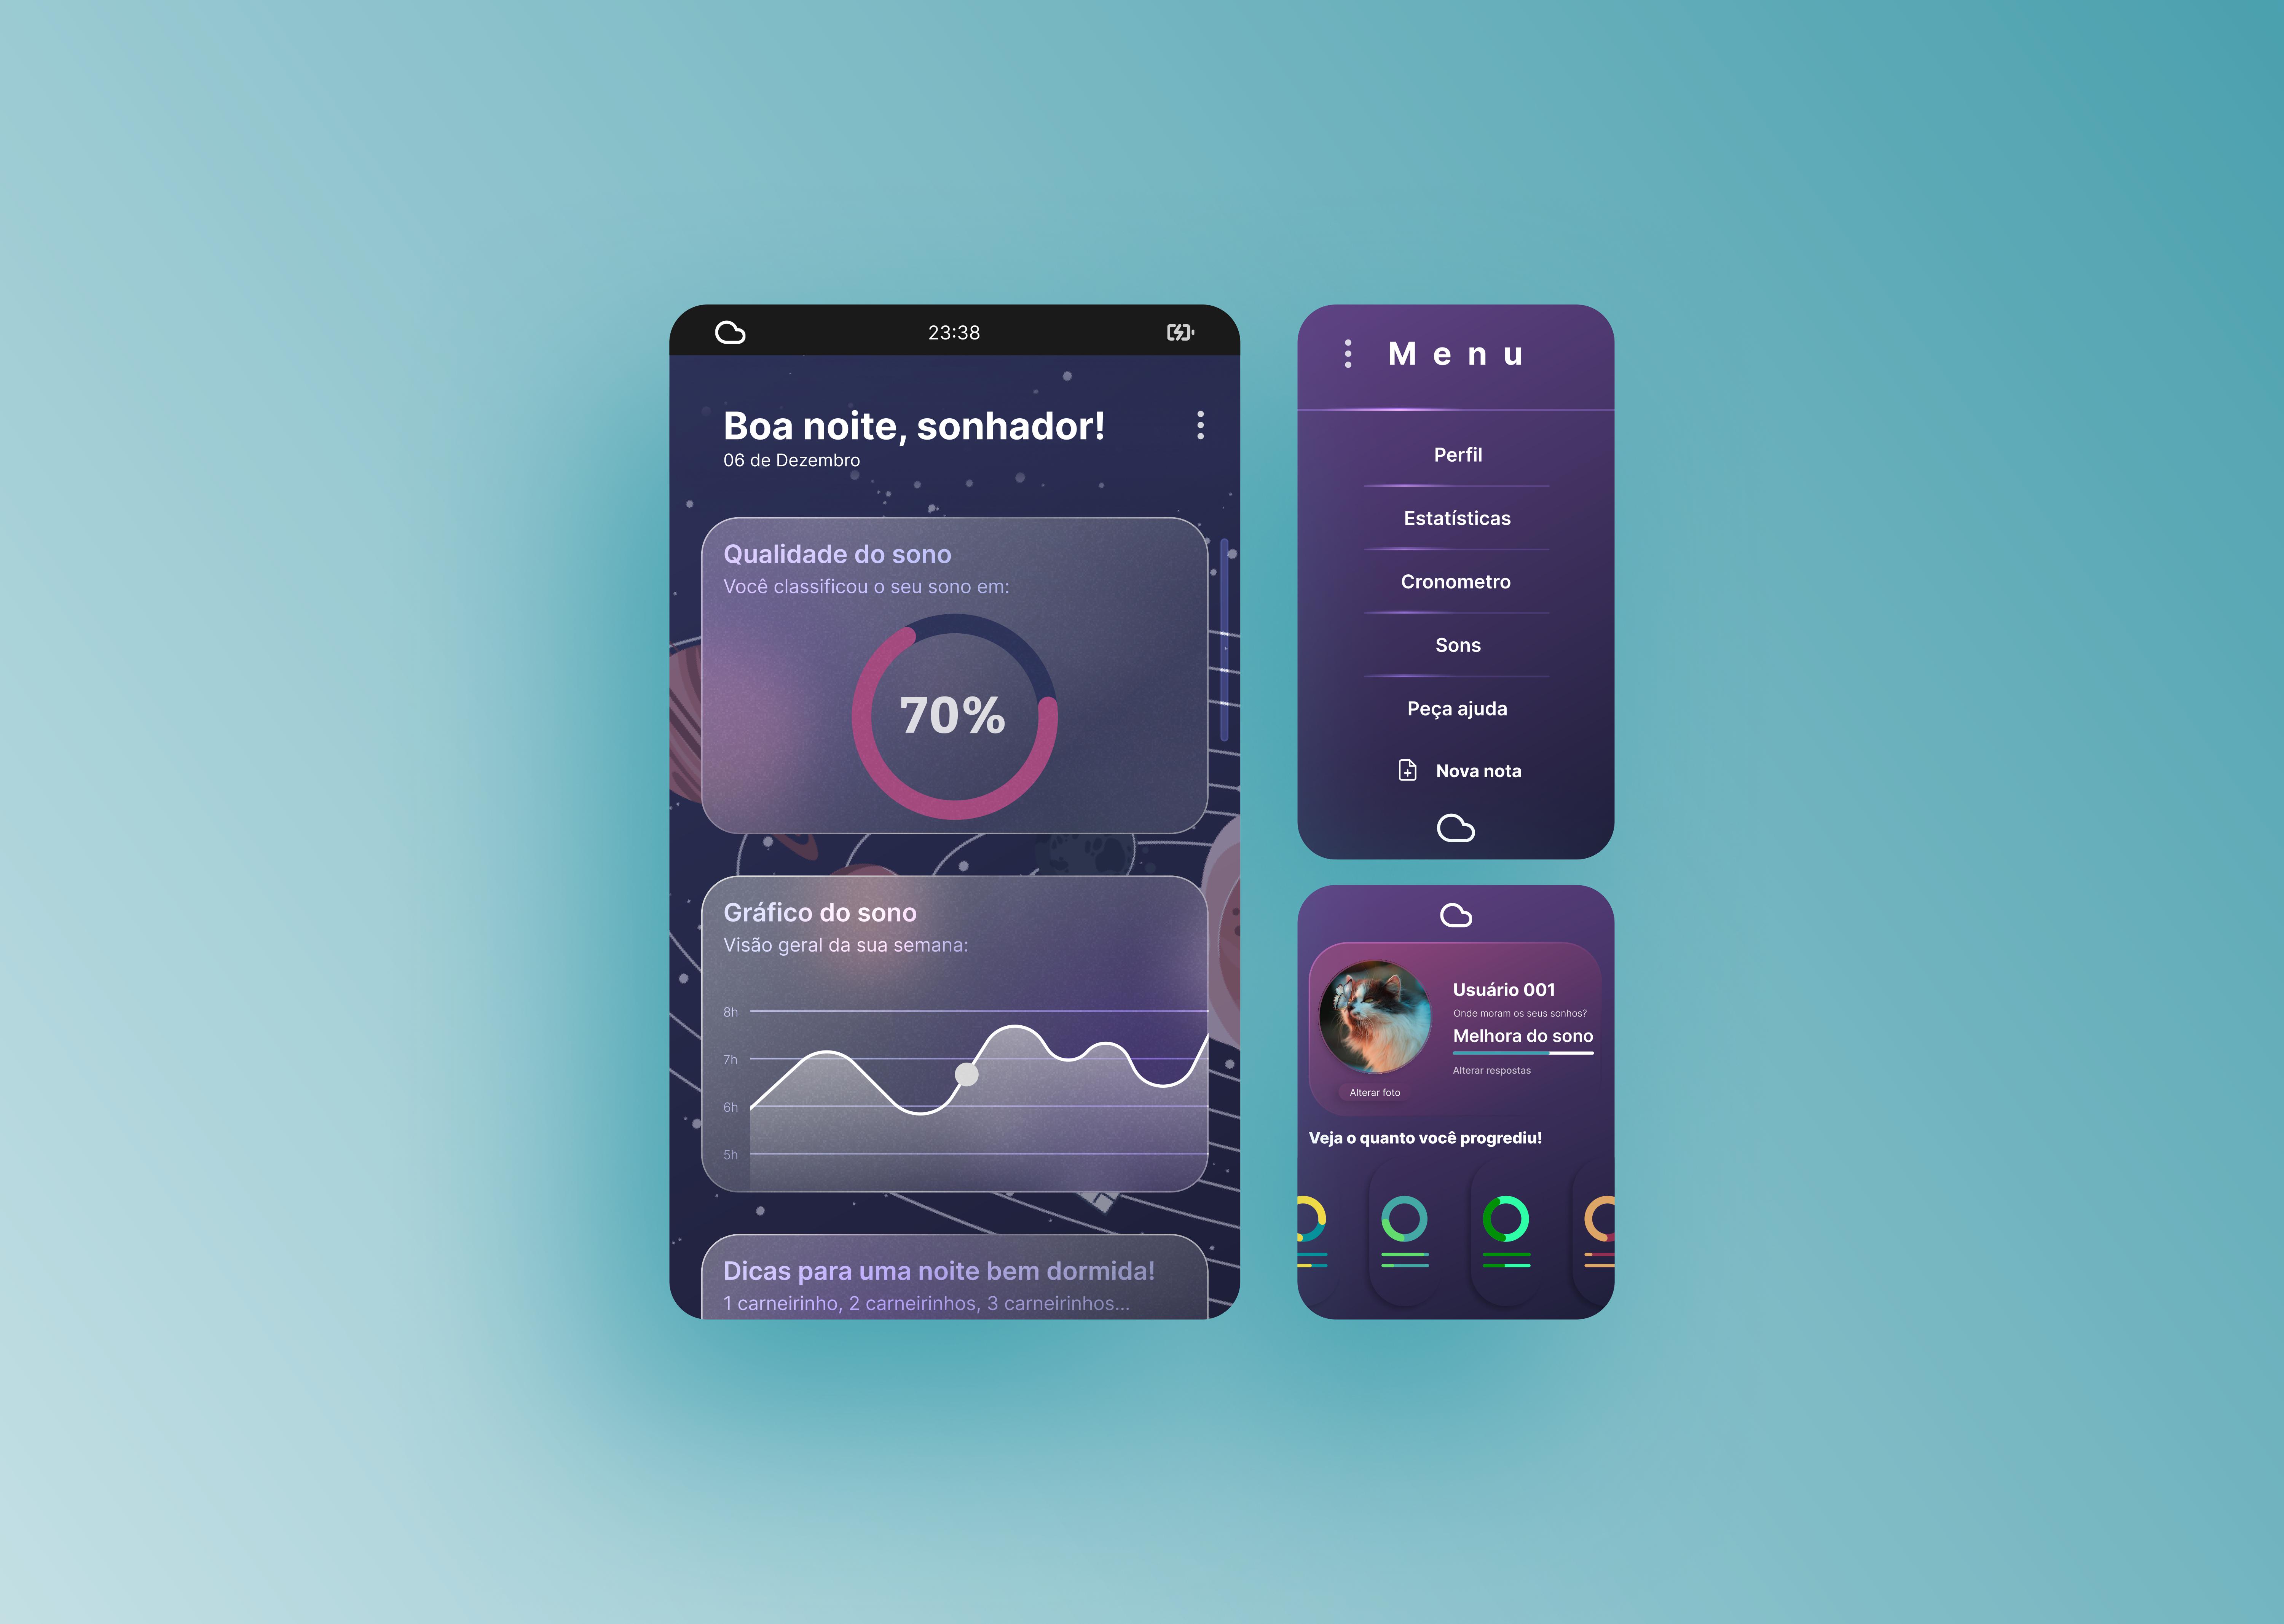 23:38
Boa noite, sonhador!
06 de Dezembro
Qualidade do sono
Você classificou o seu sono em:
70%
Gráfico do sono
Visão geral da sua semana:
8h
7h
6h
5h
Dicas para uma noite bem dormida!
1 carneirinho, 2 carneirinhos, 3 carneirinhos...
Menu
Perfil
Estatísticas
Cronometro
Sons
Peça ajuda
Nova nota
Usuário 001
Onde moram os seus sonhos?
Melhora do sono
Alterar respostas
Alterar foto
Veja o quanto você progrediu!